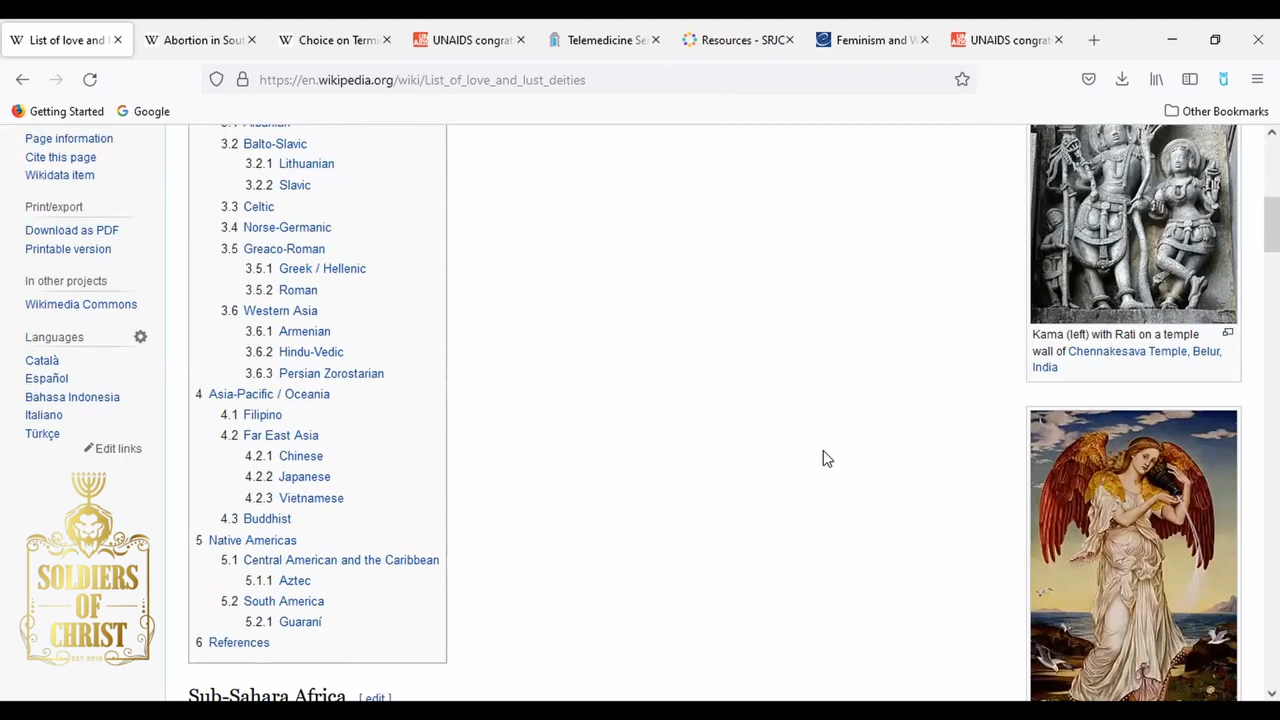 List of love and
Abortion in Sout
Choice on Termi
UNAIDS congrat
Telemedicine Se
Resources - SRJC
Feminism and W
UNAIDS congrat
https://en.wikipedia.org/wiki/List_of_love_and_lust_deities
Getting Started
Google
Other Bookmarks
Page information
Cite this page
Wikidata item
Print/export
Download as PDF
Printable version
In other projects
Wikimedia Commons
Languages
Català
Español
Bahasa Indonesia
Italiano
Türkçe
Edit links
SOLDIERS
OF
CHRIST
3.1 Albanian
3.2 Balto-Slavic
3.2.1 Lithuanian
3.2.2 Slavic
3.3 Celtic
3.4 Norse-Germanic
3.5 Greaco-Roman
3.5.1 Greek / Hellenic
3.5.2 Roman
3.6 Western Asia
3.6.1 Armenian
3.6.2 Hindu-Vedic
3.6.3 Persian Zorostarian
4 Asia-Pacific / Oceania
4.1 Filipino
4.2 Far East Asia
4.2.1 Chinese
4.2.2 Japanese
4.2.3 Vietnamese
4.3 Buddhist
5 Native Americas
5.1 Central American and the Caribbean
5.1.1 Aztec
5.2 South America
5.2.1 Guaraní
6 References
Sub-Sahara Africa [ edit ]
Kama (left) with Rati on a temple
wall of Chennakesava Temple, Belur,
India